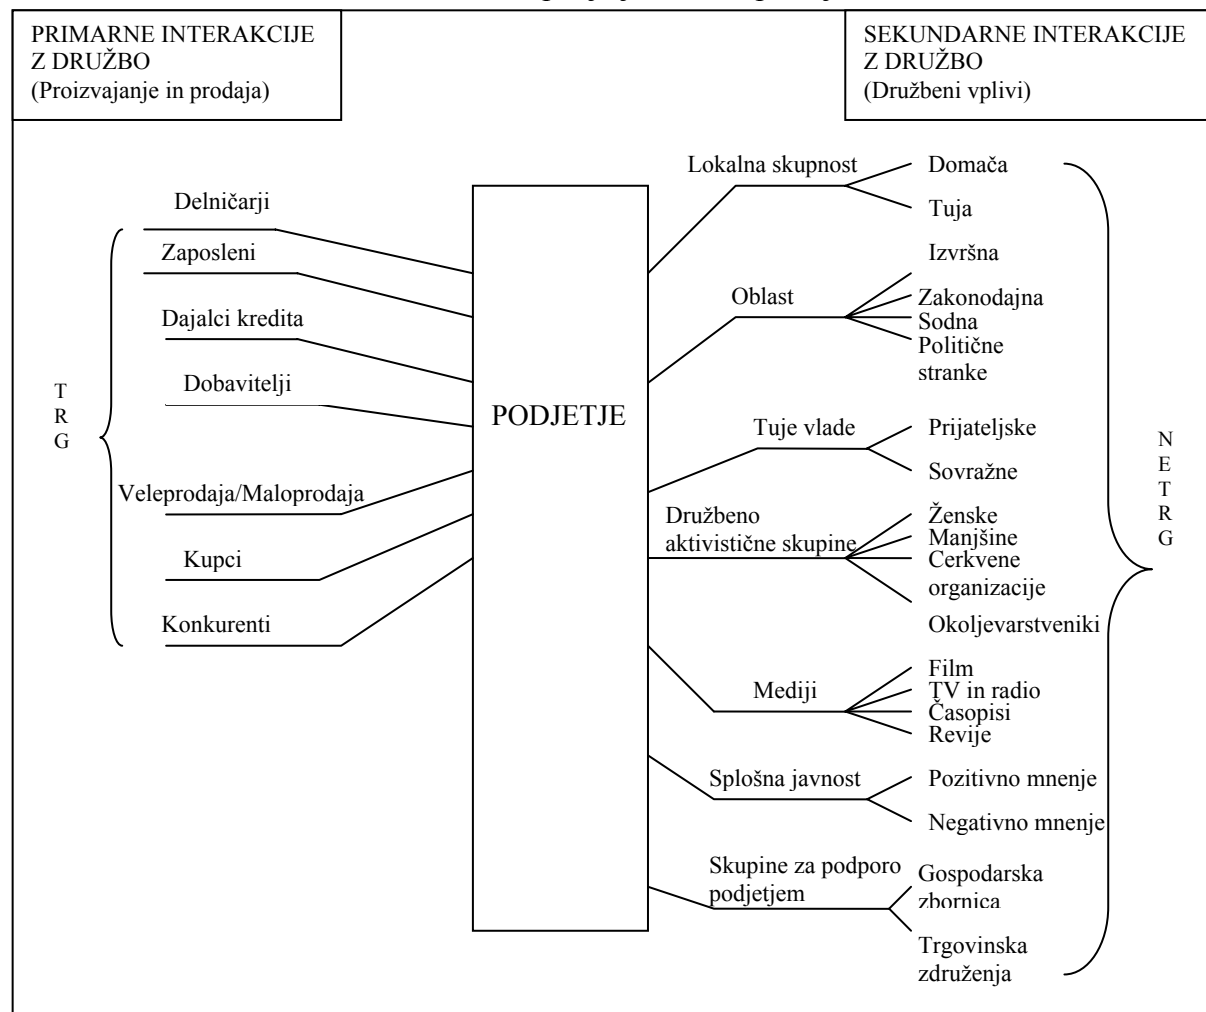 PRIMARNE INTERAKCIJE
Z DRUŽBO
(Proizvajanje in prodaja)
SEKUNDARNE INTERAKCIJE
Z DRUŽBO
(Družbeni vplivi)
TRG
Delničarji
Zaposleni
Dajalci kredita
Dobavitelji
Veleprodaja/Maloprodaja
Kupci
Konkurenti
PODJETJE
Lokalna skupnost
Domača
Tuja
Oblast
Izvršna
Zakonodajna
Sodna
Politične
stranke
Tuje vlade
Prijateljske
Sovražne
Družbeno
aktivistične skupine
Ženske
Manjšine
Cerkvene
organizacije
Okoljevarstveniki
Mediji
Film
TV in radio
Časopisi
Revije
Splošna javnost
Pozitivno mnenje
Negativno mnenje
Skupine za podporo
podjetjem
Gospodarska
zbornica
Trgovinska
združenja
NETRG